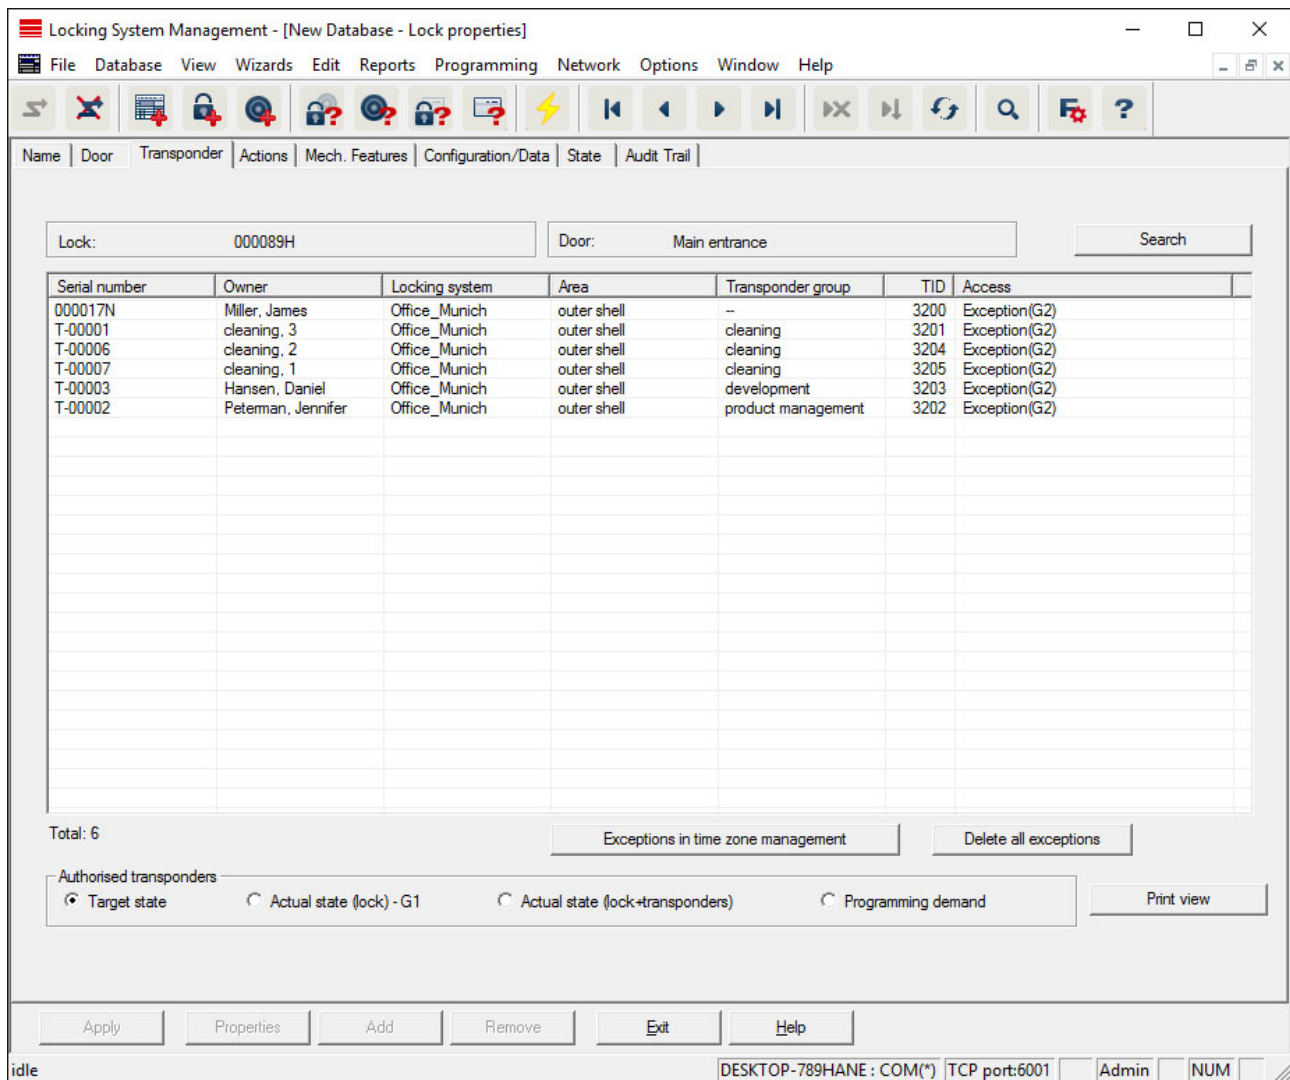 Locking System Management - [New Database - Lock properties]
File Database View Wizards Edit Reports Programming Network Options Window Help
Name Door Transponder Actions Mech. Features Configuration/Data State Audit Trail
Lock: 000089H Door: Main entrance Search
Serial number Owner Locking system Area Transponder group TID Access
000017N Miller, James Office_Munich outer shell -- 3200 Exception(G2)
T-00001 cleaning, 3 Office_Munich outer shell cleaning 3201 Exception(G2)
T-00006 cleaning, 2 Office_Munich outer shell cleaning 3204 Exception(G2)
T-00007 cleaning, 1 Office_Munich outer shell cleaning 3205 Exception(G2)
T-00003 Hansen, Daniel Office_Munich outer shell development 3203 Exception(G2)
T-00002 Peterman, Jennifer Office_Munich outer shell product management 3202 Exception(G2)
Total: 6 Exceptions in time zone management Delete all exceptions
Authorised transponders
Target state Actual state (lock) - G1 Actual state (lock+transponders) Programming demand Print view
Apply Properties Add Remove Exit Help
idle DESKTOP-789HANE : COM(*) TCP port:6001 Admin NUM